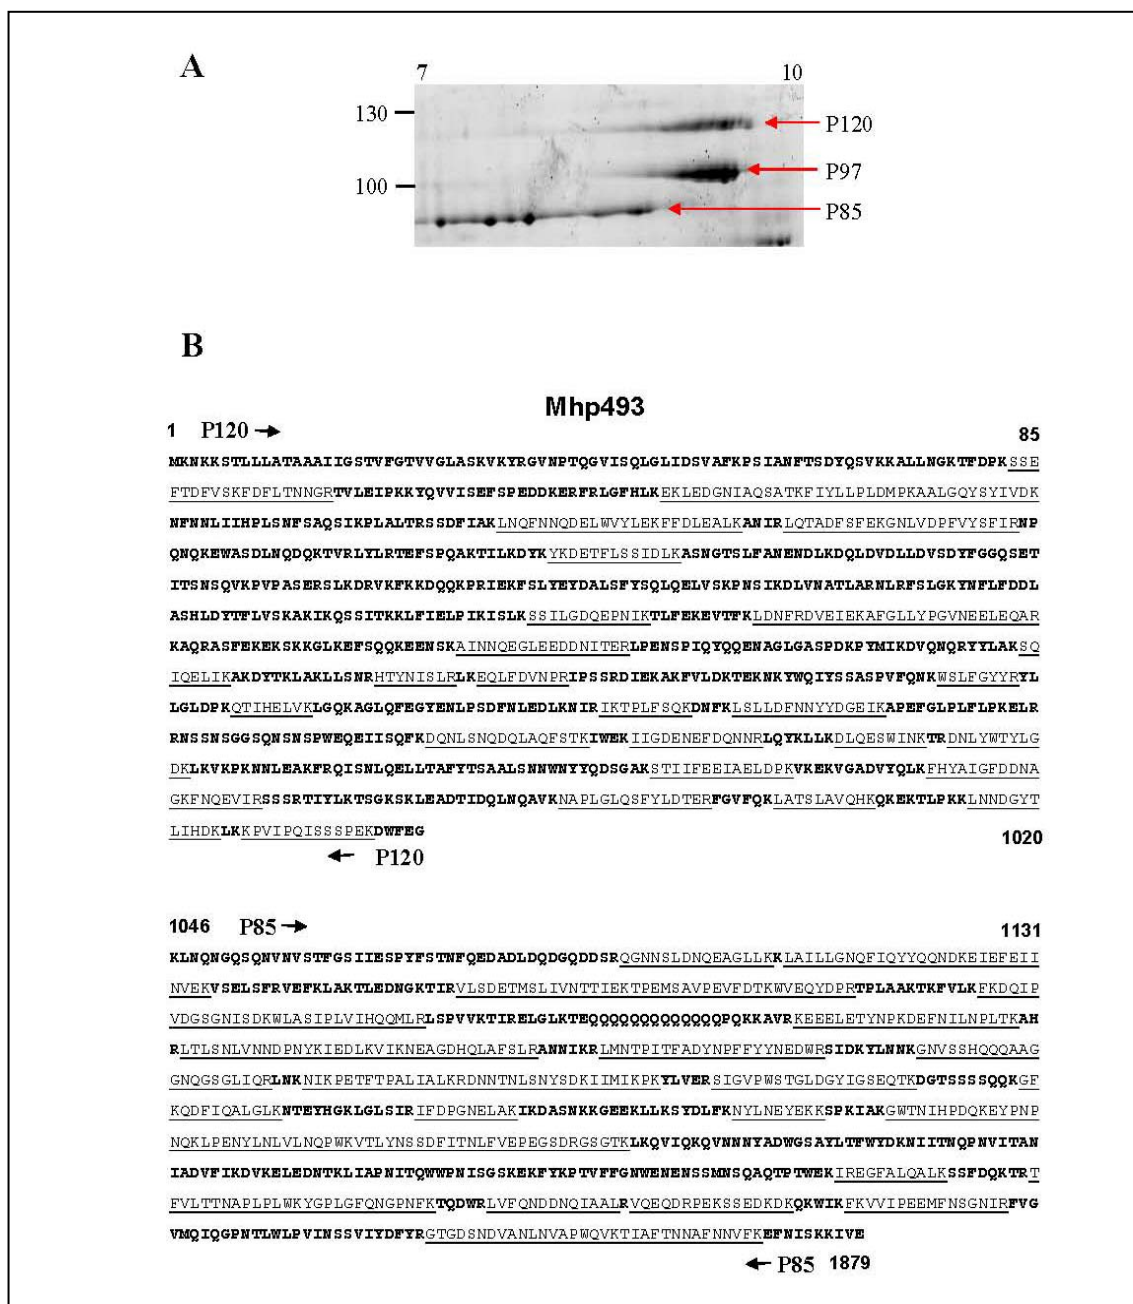 A
7 10
130
P120
P97
100
P85
B
Mhp493
1 P120 → 85
MKNKKSTLLLATAAAIIGSTVFGTVVGLASKVKYRGVNPTQGVISQLGLIDSVAFKPSIANFTSDYQSVKKALLNGKTFDPKSSE
FTDFVSKFDFLTNNGRTVLEIPKKYQVVISEFSPEDDKERFRLGFHLKEKLEDGNIAQSATKFIYLLPLDMPKAALGQYSYIVDK
NFNNLIIHPLSNFSAQSIKPLALTRSSDFIAKLNQFNNQDELWVYLEKFFDLEALKANIRLQTADFSFEKGNLVDPFVYSFIRNP
QNQKEWASDLNQDQKTVRLYLRTEFSPQAKTILKDYKYKDETFLSSIDLKASNGTSLFANENDLKDQLDVDLLDVSDYFGGQSET
ITSNSQVKPVPASERSLKDRVKFKKDQQKPRIEKFSLYEYDALSFYSQLQELVSKPNSIKDLVNATLARNLRFSLGKYNFLFDDL
ASHLDYTFLVSKAKIKQSSITKKLFIELPIKISLKSSILGDQEPNIKTLFEKEVTFKLDNFRDVEIEKAFGLLYPGVNEELEQAR
KAQRASFEKEKSKKGLKEFSQQKEENSKAINNQEGLEEDDNITERLPENSPIQYQQENAGLGASPDKPYMIKDVQNQRYYLAKSQ
IQELIKAKDYTKLAKLLSNRHTYNISLRLKEQLFDVNPRIPSSRDIEKAKFVLDKTEKNKYWQIYSSASPVFQNKWSLFGYYRYL
LGLDPKQTIHELVKLGQKAGLQFEGYENLPSDFNLEDLKNIRIKTPLFSQKDNFKLSLLDFNNYYDGEIKAPEFGLPLFLPKELR
RNSSNSGGSQNSNSPWEQEIISQFKDQNLSNQDQLAQFSTKIWEKIIGDENEFDQNNRLQYKLLKDLQESWINKTRDNLYWTYLG
DKLKVKPKNNLEAKFRQISNLQELLTAFYTSAALSNNWNYYQDSGAKSTIIFEEIAELDPKVKEKVGADVYQLKFHYAIGFDDNA
GKFNQEVIRSSSRTIYLKTSGKSKLEADTIDQLNQAVKNAPLGLQSFYLDTERFGVFQKLATSLAVQHKQKEKTLPKKLNNDGYT
LIHDKLKKPVIPQISSSPEKDWFEG 1020
← P120
1046 P85 → 1131
KLNQNGQSQNVNVSTFGSIIESPYFSTNFQEDADLDQDGQDDSRQGNNSLDNQEAGLLKKLAILLGNQFIQYYQQNDKEIEFEII
NVEKVSELSFRVEFKLAKTLEDNGKTIRVLSDETMSLIVNTTIEKTPEMSAVPEVFDTKWVEQYDPRTPLAAKTKFVLKFKDQIP
VDGSGNISDKWLASIPLVIHQQMLRLSPVVKTIRELGLKTEQQQQQQQQQQQQPQKKAVRKEEELETYNPKDEFNILNPLTKAH
RLTLSNLVNNDPNYKIEDLKVIKNEAGDHQLAFSLRANNIKRLMNTPITFADYNPFFYYNEDWRSIDKYLNNKGNVSSHQQQAAG
GNQGSGLIQRLNKNIKPETFTPALIALKRDNNTNLSNYSDKIIMIKPKYLVERSIGVPWSTGLDGYIGSEQTKDGTSSSSQQKGF
KQDFIQALGLKNTEYHGKLGLSIRIFDPGNELAKIKDASNKKGEEKLLKSYDLFKNYLNEYEKKSPKIAKGWTNIHPDQKEYPNP
NQKLPENYLNLVLNQPWKVTLYNSSDFITNLFVEPEGSDRGSGTKLKQVIQKQVNNNYADWGSAYLTFWYDKNIITNQPNVITAN
IADVFIKDVKELEDNTKLIAPNITQWWPNISGSKEKFYKPTVFFGNWENENSSMNSQAQTPTWEKIREGFALQALKSSFDQKTRT
FVLTTNAPLPLWKYGPLGFQNGPNFKTQDWRLVFQNDDNQIAALRVQEQDRPEKSSEDKDKQKWIKFKVVIPEEMFNSGNIRFVG
VMQIQGPNTLWLPVINSSVIYDFYRGTGDSNDVANLNVAPWQVKTIAFTNNAFNNVFKEFNISKKIVE
← P85 1879